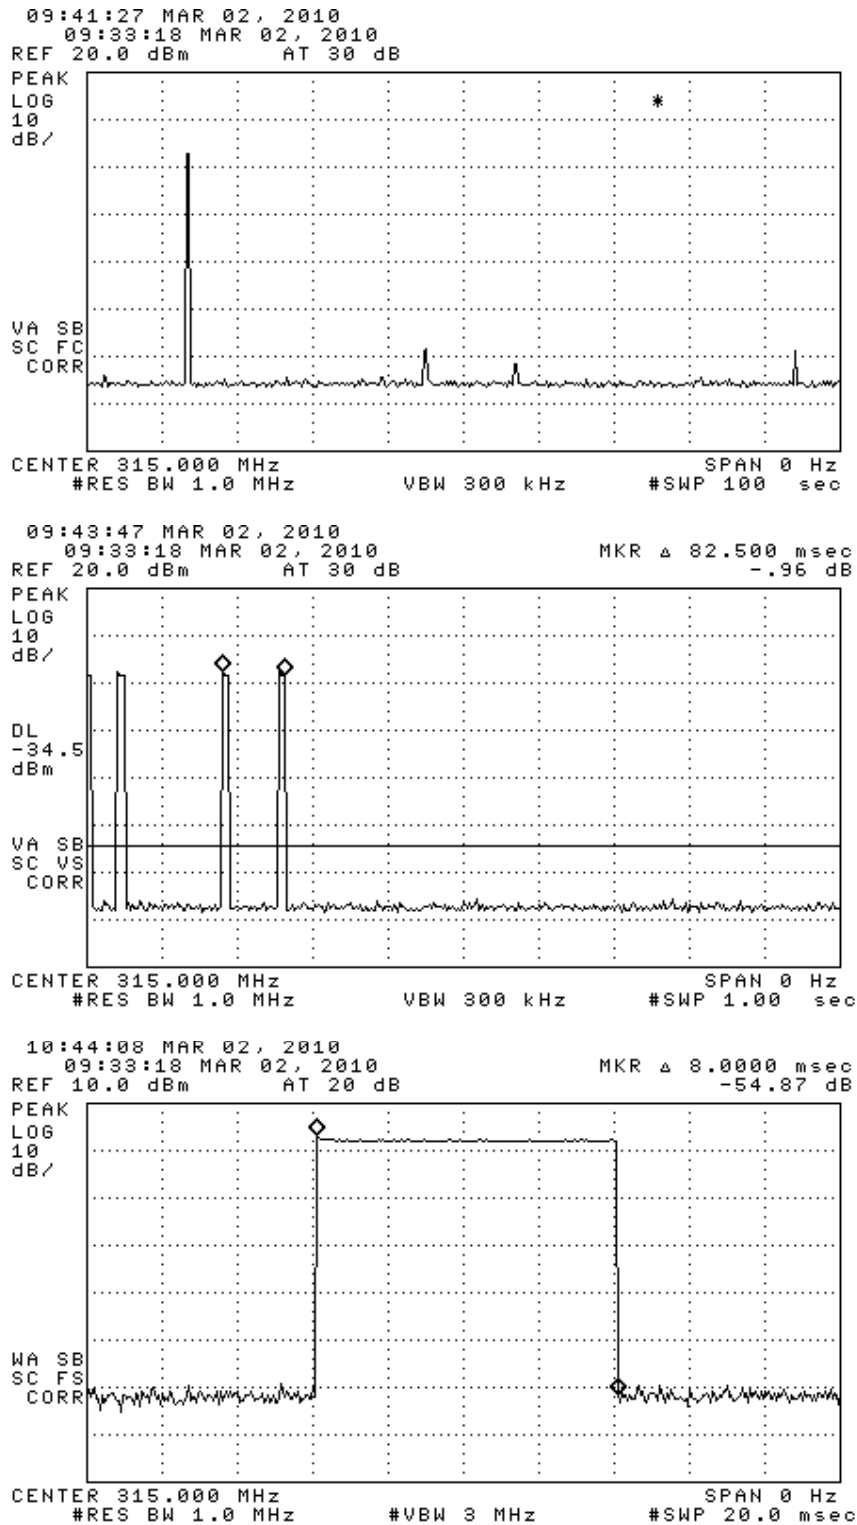 09:41:27 MAR 02, 2010
09:33:18 MAR 02, 2010
REF 20.0 dBm AT 30 dB
PEAK
LOG
10
dB/
*
VA SB
SC FC
CORR
CENTER 315.000 MHz SPAN 0 Hz
#RES BW 1.0 MHz VBW 300 kHz #SWP 100 sec
09:43:47 MAR 02, 2010
09:33:18 MAR 02, 2010 MKR Δ 82.500 msec
REF 20.0 dBm AT 30 dB -.96 dB
PEAK
LOG
10
dB/
DL
-34.5
dBm
VA SB
SC VS
CORR
CENTER 315.000 MHz SPAN 0 Hz
#RES BW 1.0 MHz VBW 300 kHz #SWP 1.00 sec
10:44:08 MAR 02, 2010
09:33:18 MAR 02, 2010 MKR Δ 8.0000 msec
REF 10.0 dBm AT 20 dB -54.87 dB
PEAK
LOG
10
dB/
WA SB
SC FS
CORR
CENTER 315.000 MHz SPAN 0 Hz
#RES BW 1.0 MHz #VBW 3 MHz #SWP 20.0 msec